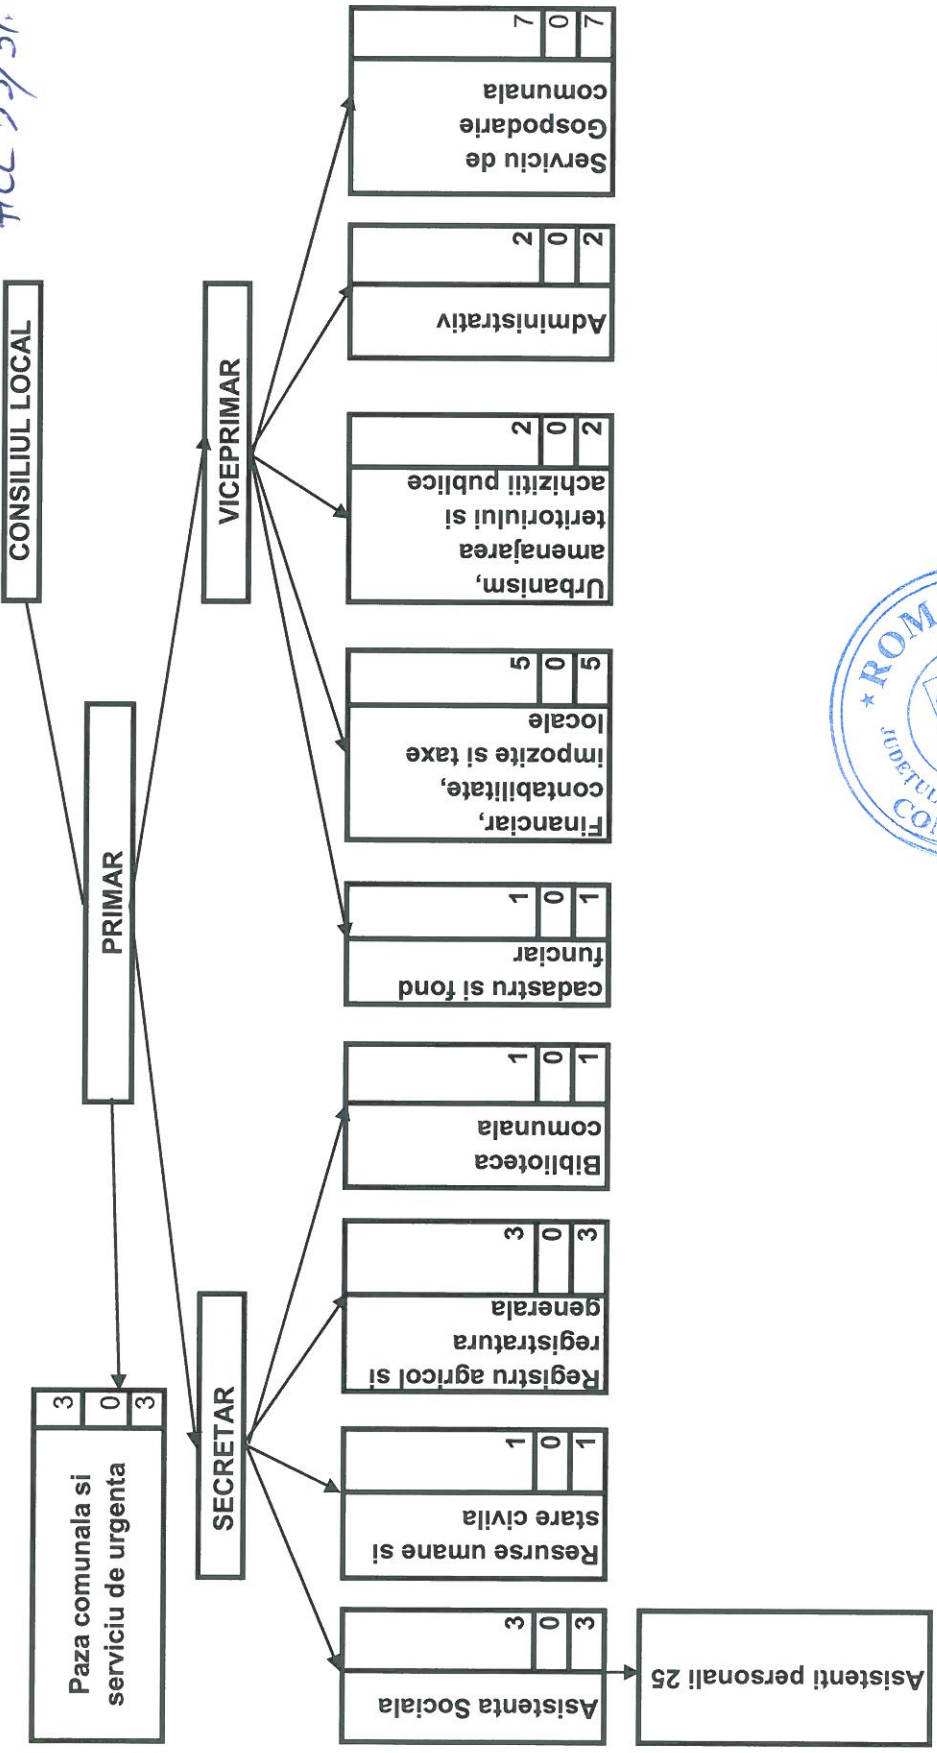 CONSILIUL LOCAL
PRIMAR
Paza comunala si
serviciu de urgenta
3
0
3
SECRETAR
VICEPRIMAR
Asistenta Sociala
3
0
3
Resurse umane si
stare civila
1
0
1
Registru agricol si
registratura
generala
3
0
3
Biblioteca
comunala
1
0
1
cadastru si fond
funciar
1
0
1
Financiar,
contabilitate,
impozite si taxe
locale
5
0
5
Urbanism,
amenajarea
teritoriului si
achizitii publice
2
0
2
Administrativ
2
0
2
Serviciu de
Gospodarie
comunala
7
0
7
Asistenti personali 25
HCL